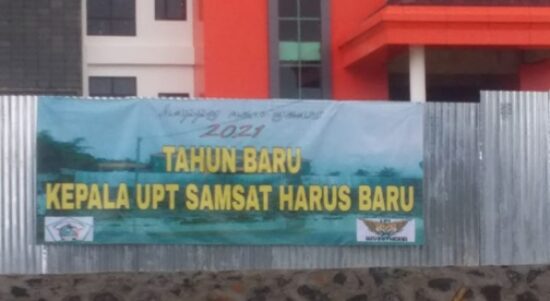 2021
TAHUN BARU
KEPALA UPT SAMSAT HARUS BARU